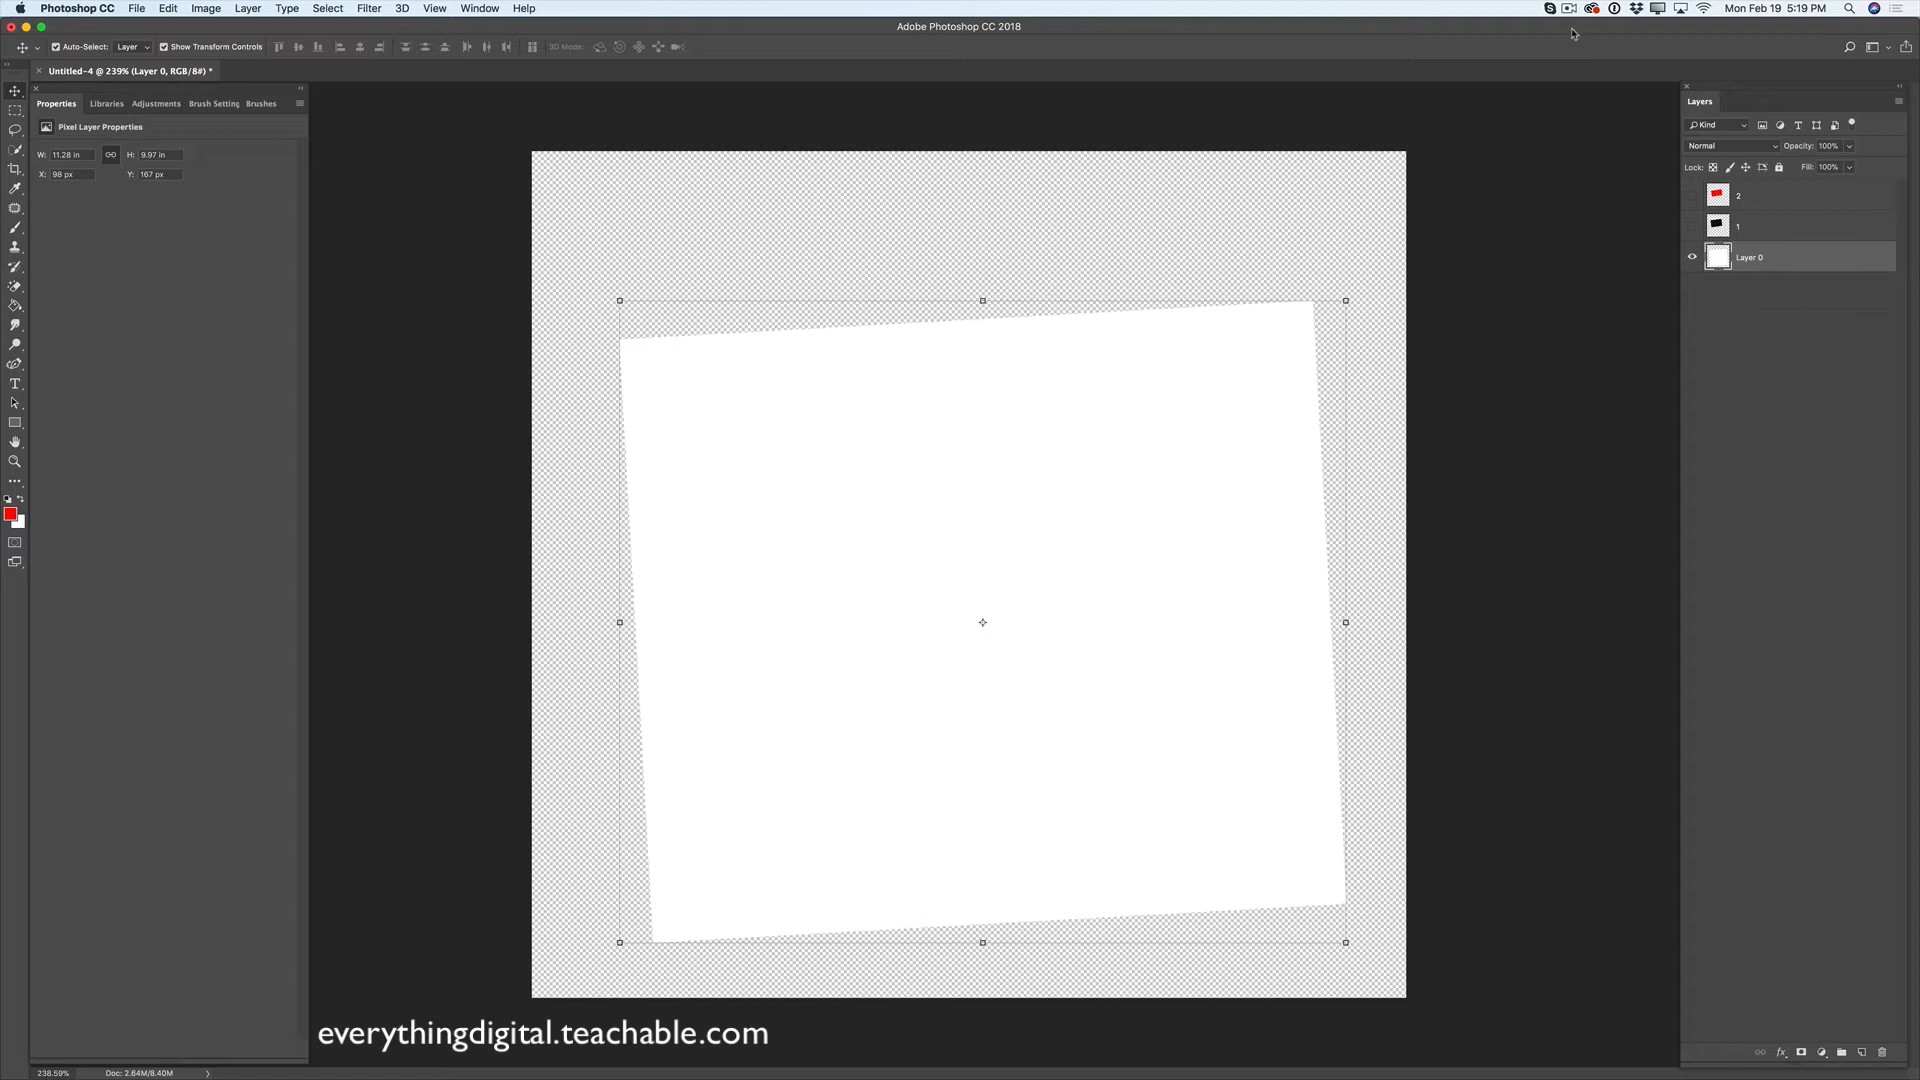 Photoshop CC File Edit Image Layer Type Select Filter 3D View Window Help Mon Feb 19 5:19 PM
Adobe Photoshop CC 2018
Auto-Select: Layer Show Transform Controls 3D Mode:
Untitled-4 @ 239% (Layer 0, RGB/8#) *
Properties Libraries Adjustments Brush Setting Brushes
Layers
Pixel Layer Properties
Kind
W: 11.28 in H: 9.97 in
Normal Opacity: 100%
X: 98 px Y: 167 px
Lock: Fill: 100%
2
1
Layer 0
everythingdigital.teachable.com
238.59% Doc: 2.64M/8.40M